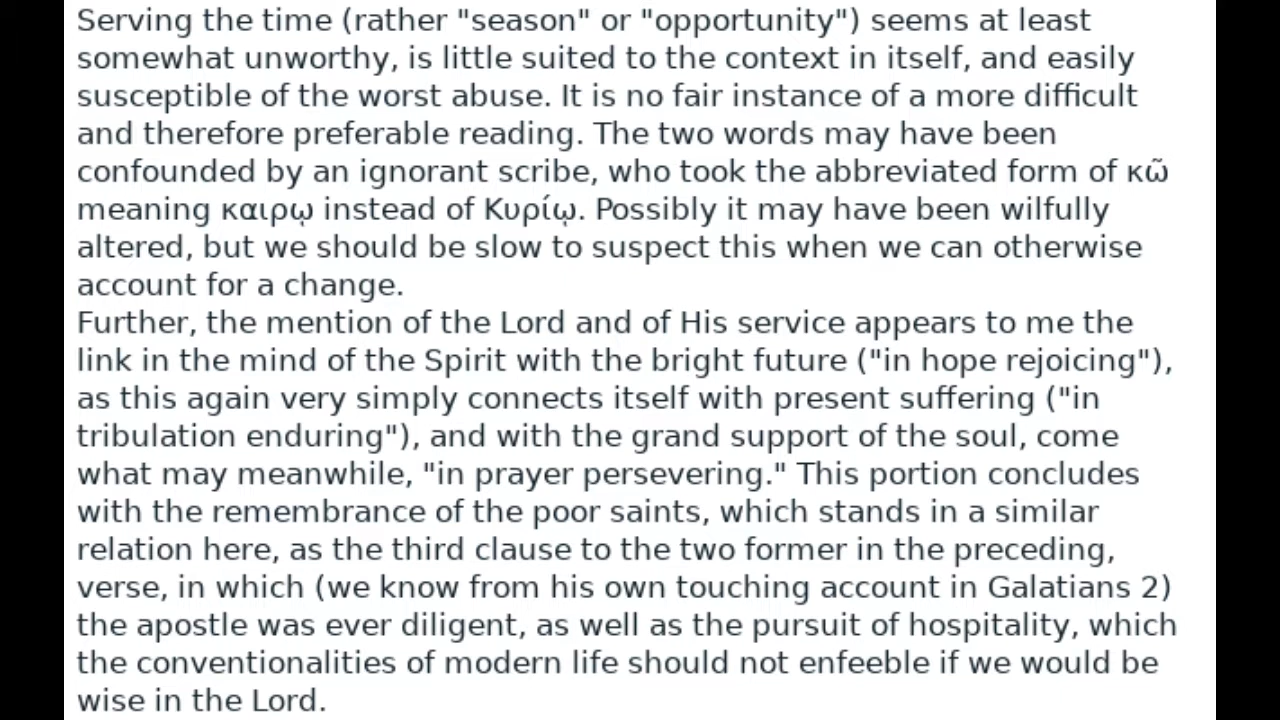 Serving the time (rather "season" or "opportunity") seems at least
somewhat unworthy, is little suited to the context in itself, and easily
susceptible of the worst abuse. It is no fair instance of a more difficult
and therefore preferable reading. The two words may have been
confounded by an ignorant scribe, who took the abbreviated form of κῶ
meaning καιρῳ instead of Κυρίῳ. Possibly it may have been wilfully
altered, but we should be slow to suspect this when we can otherwise
account for a change.
Further, the mention of the Lord and of His service appears to me the
link in the mind of the Spirit with the bright future ("in hope rejoicing"),
as this again very simply connects itself with present suffering ("in
tribulation enduring"), and with the grand support of the soul, come
what may meanwhile, "in prayer persevering." This portion concludes
with the remembrance of the poor saints, which stands in a similar
relation here, as the third clause to the two former in the preceding,
verse, in which (we know from his own touching account in Galatians 2)
the apostle was ever diligent, as well as the pursuit of hospitality, which
the conventionalities of modern life should not enfeeble if we would be
wise in the Lord.